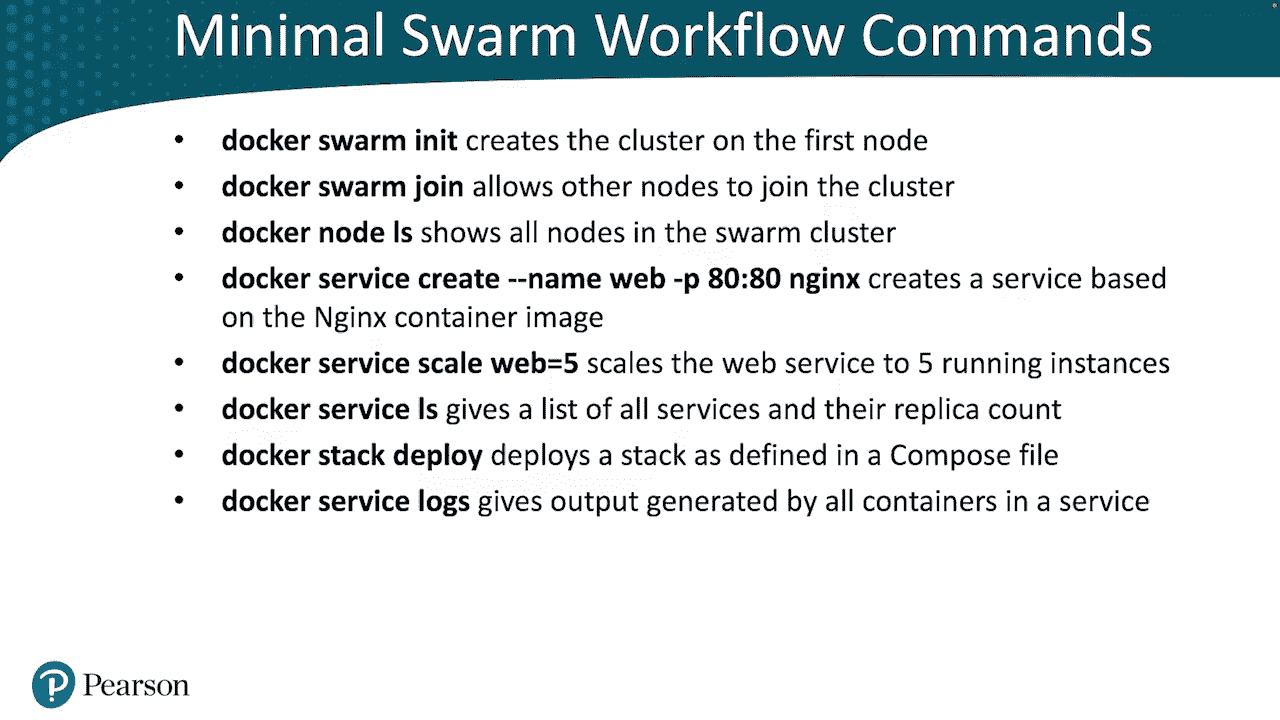 Minimal Swarm Workflow Commands
• docker swarm init creates the cluster on the first node
• docker swarm join allows other nodes to join the cluster
• docker node ls shows all nodes in the swarm cluster
• docker service create --name web -p 80:80 nginx creates a service based
on the Nginx container image
• docker service scale web=5 scales the web service to 5 running instances
• docker service ls gives a list of all services and their replica count
• docker stack deploy deploys a stack as defined in a Compose file
• docker service logs gives output generated by all containers in a service
Pearson